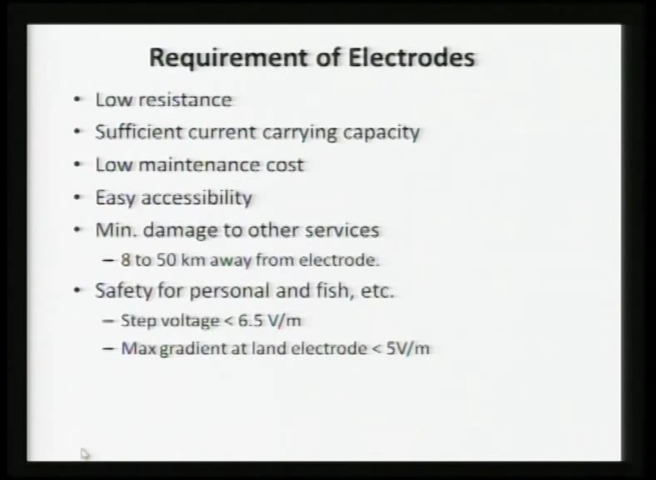 Requirement of Electrodes
• Low resistance
• Sufficient current carrying capacity
• Low maintenance cost
• Easy accessibility
• Min. damage to other services
– 8 to 50 km away from electrode.
• Safety for personal and fish, etc.
– Step voltage < 6.5 V/m
– Max gradient at land electrode < 5V/m